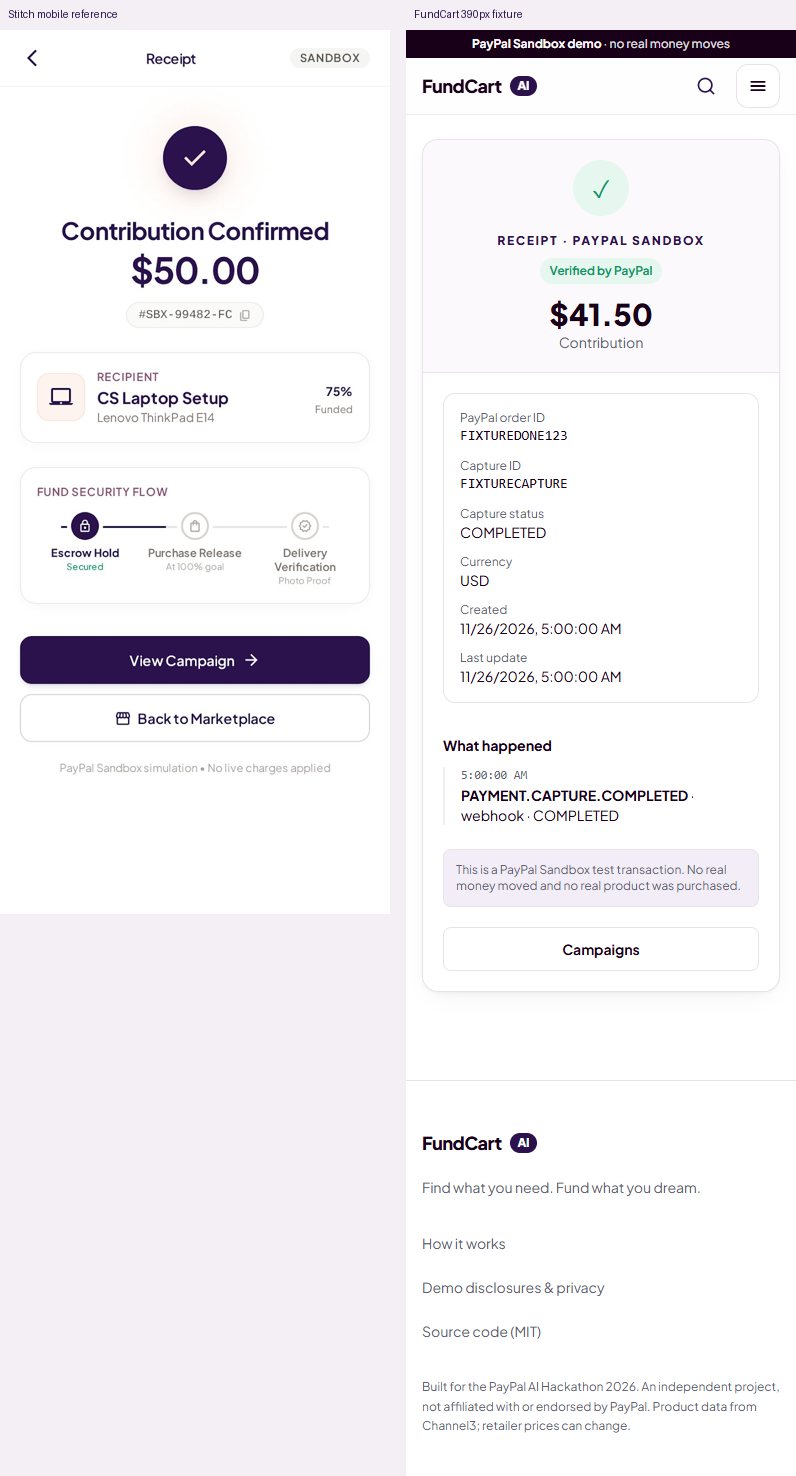 Stitch mobile reference
Receipt
SANDBOX
Contribution Confirmed
$50.00
#SBX-99482-FC
RECIPIENT
CS Laptop Setup
Lenovo ThinkPad E14
75%
Funded
FUND SECURITY FLOW
Escrow Hold
Secured
Purchase Release
At 100% goal
Delivery
Verification
Photo Proof
View Campaign
Back to Marketplace
PayPal Sandbox simulation • No live charges applied
FundCart 390px fixture
PayPal Sandbox demo · no real money moves
FundCart AI
RECEIPT · PAYPAL SANDBOX
Verified by PayPal
$41.50
Contribution
PayPal order ID
FIXTUREDONE123
Capture ID
FIXTURECAPTURE
Capture status
COMPLETED
Currency
USD
Created
11/26/2026, 5:00:00 AM
Last update
11/26/2026, 5:00:00 AM
What happened
5:00:00 AM
PAYMENT.CAPTURE.COMPLETED ·
webhook · COMPLETED
This is a PayPal Sandbox test transaction. No real
money moved and no real product was purchased.
Campaigns
FundCart AI
Find what you need. Fund what you dream.
How it works
Demo disclosures & privacy
Source code (MIT)
Built for the PayPal AI Hackathon 2026. An independent project,
not affiliated with or endorsed by PayPal. Product data from
Channel3; retailer prices can change.